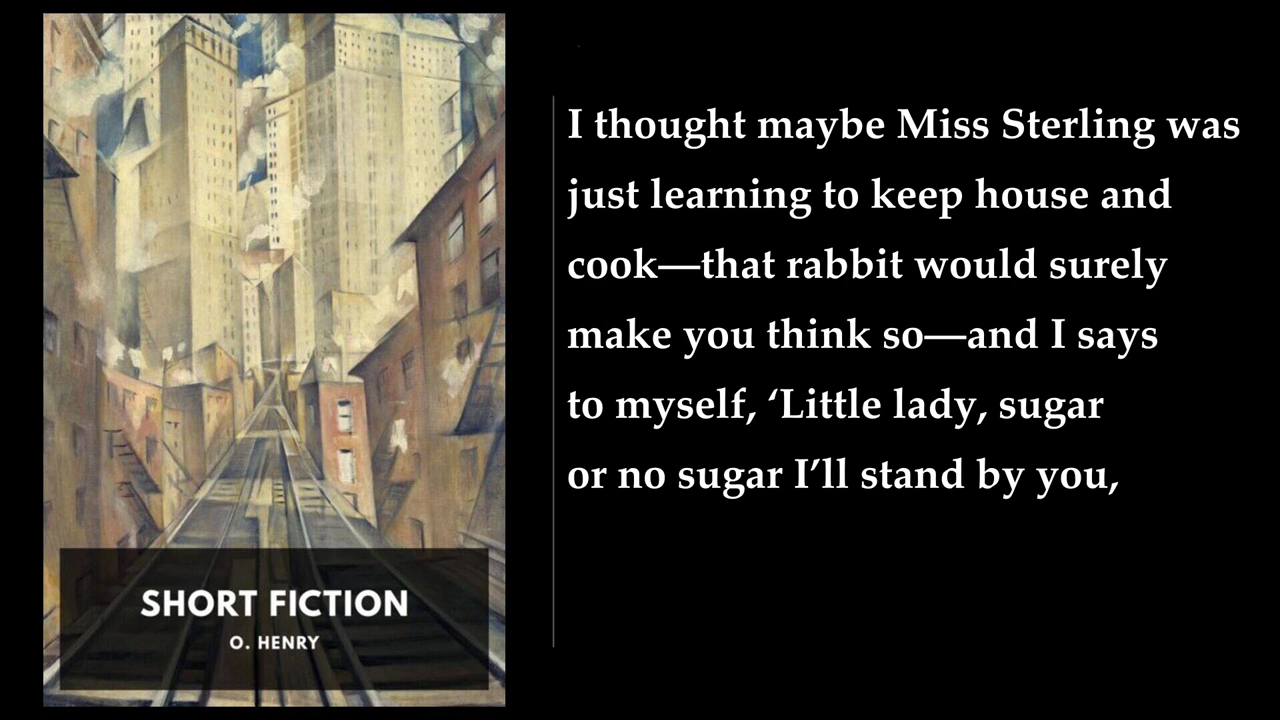 I thought maybe Miss Sterling was
just learning to keep house and
cook—that rabbit would surely
make you think so—and I says
to myself, ‘Little lady, sugar
or no sugar I’ll stand by you,
SHORT FICTION
O. HENRY